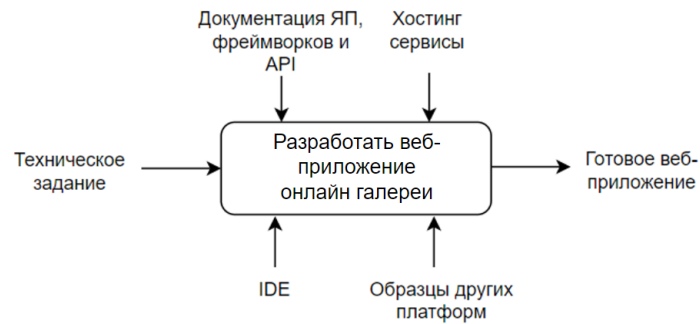 Документация ЯП,
фреймворков и
API
Хостинг
сервисы
Техническое
задание
Разработать веб-
приложение
онлайн галереи
Готовое веб-
приложение
IDE
Образцы других
платформ